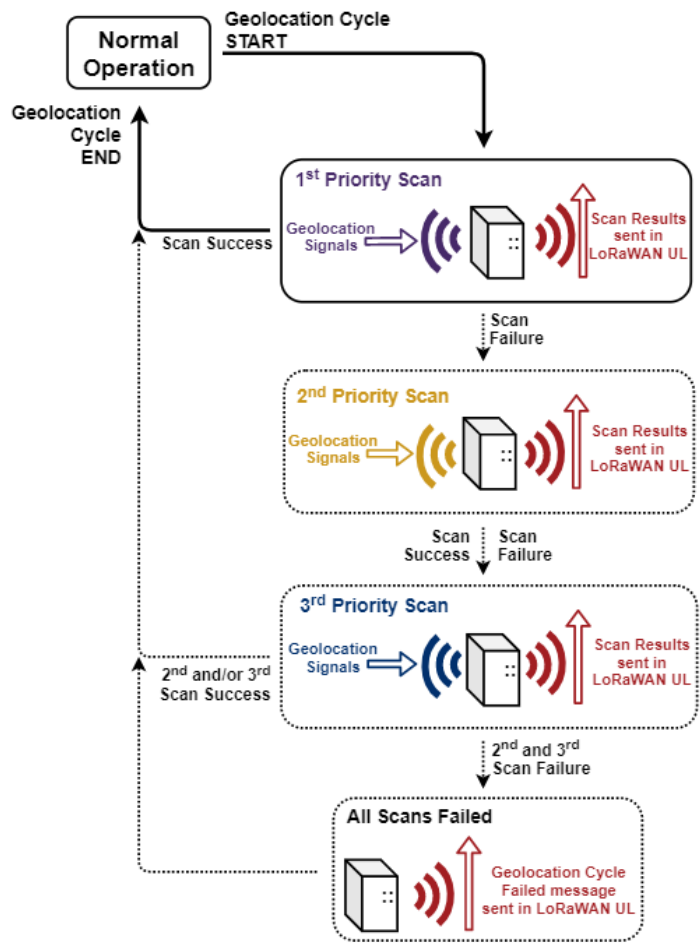 Normal
Operation
Geolocation Cycle
START
Geolocation
Cycle
END
1st Priority Scan
Geolocation
Signals
Scan Results
sent in
LoRaWAN UL
Scan Success
Scan
Failure
2nd Priority Scan
Geolocation
Signals
Scan Results
sent in
LoRaWAN UL
Scan
Success
Scan
Failure
3rd Priority Scan
Geolocation
Signals
Scan Results
sent in
LoRaWAN UL
2nd and/or 3rd
Scan Success
2nd and 3rd
Scan Failure
All Scans Failed
Geolocation Cycle
Failed message
sent in LoRaWAN UL